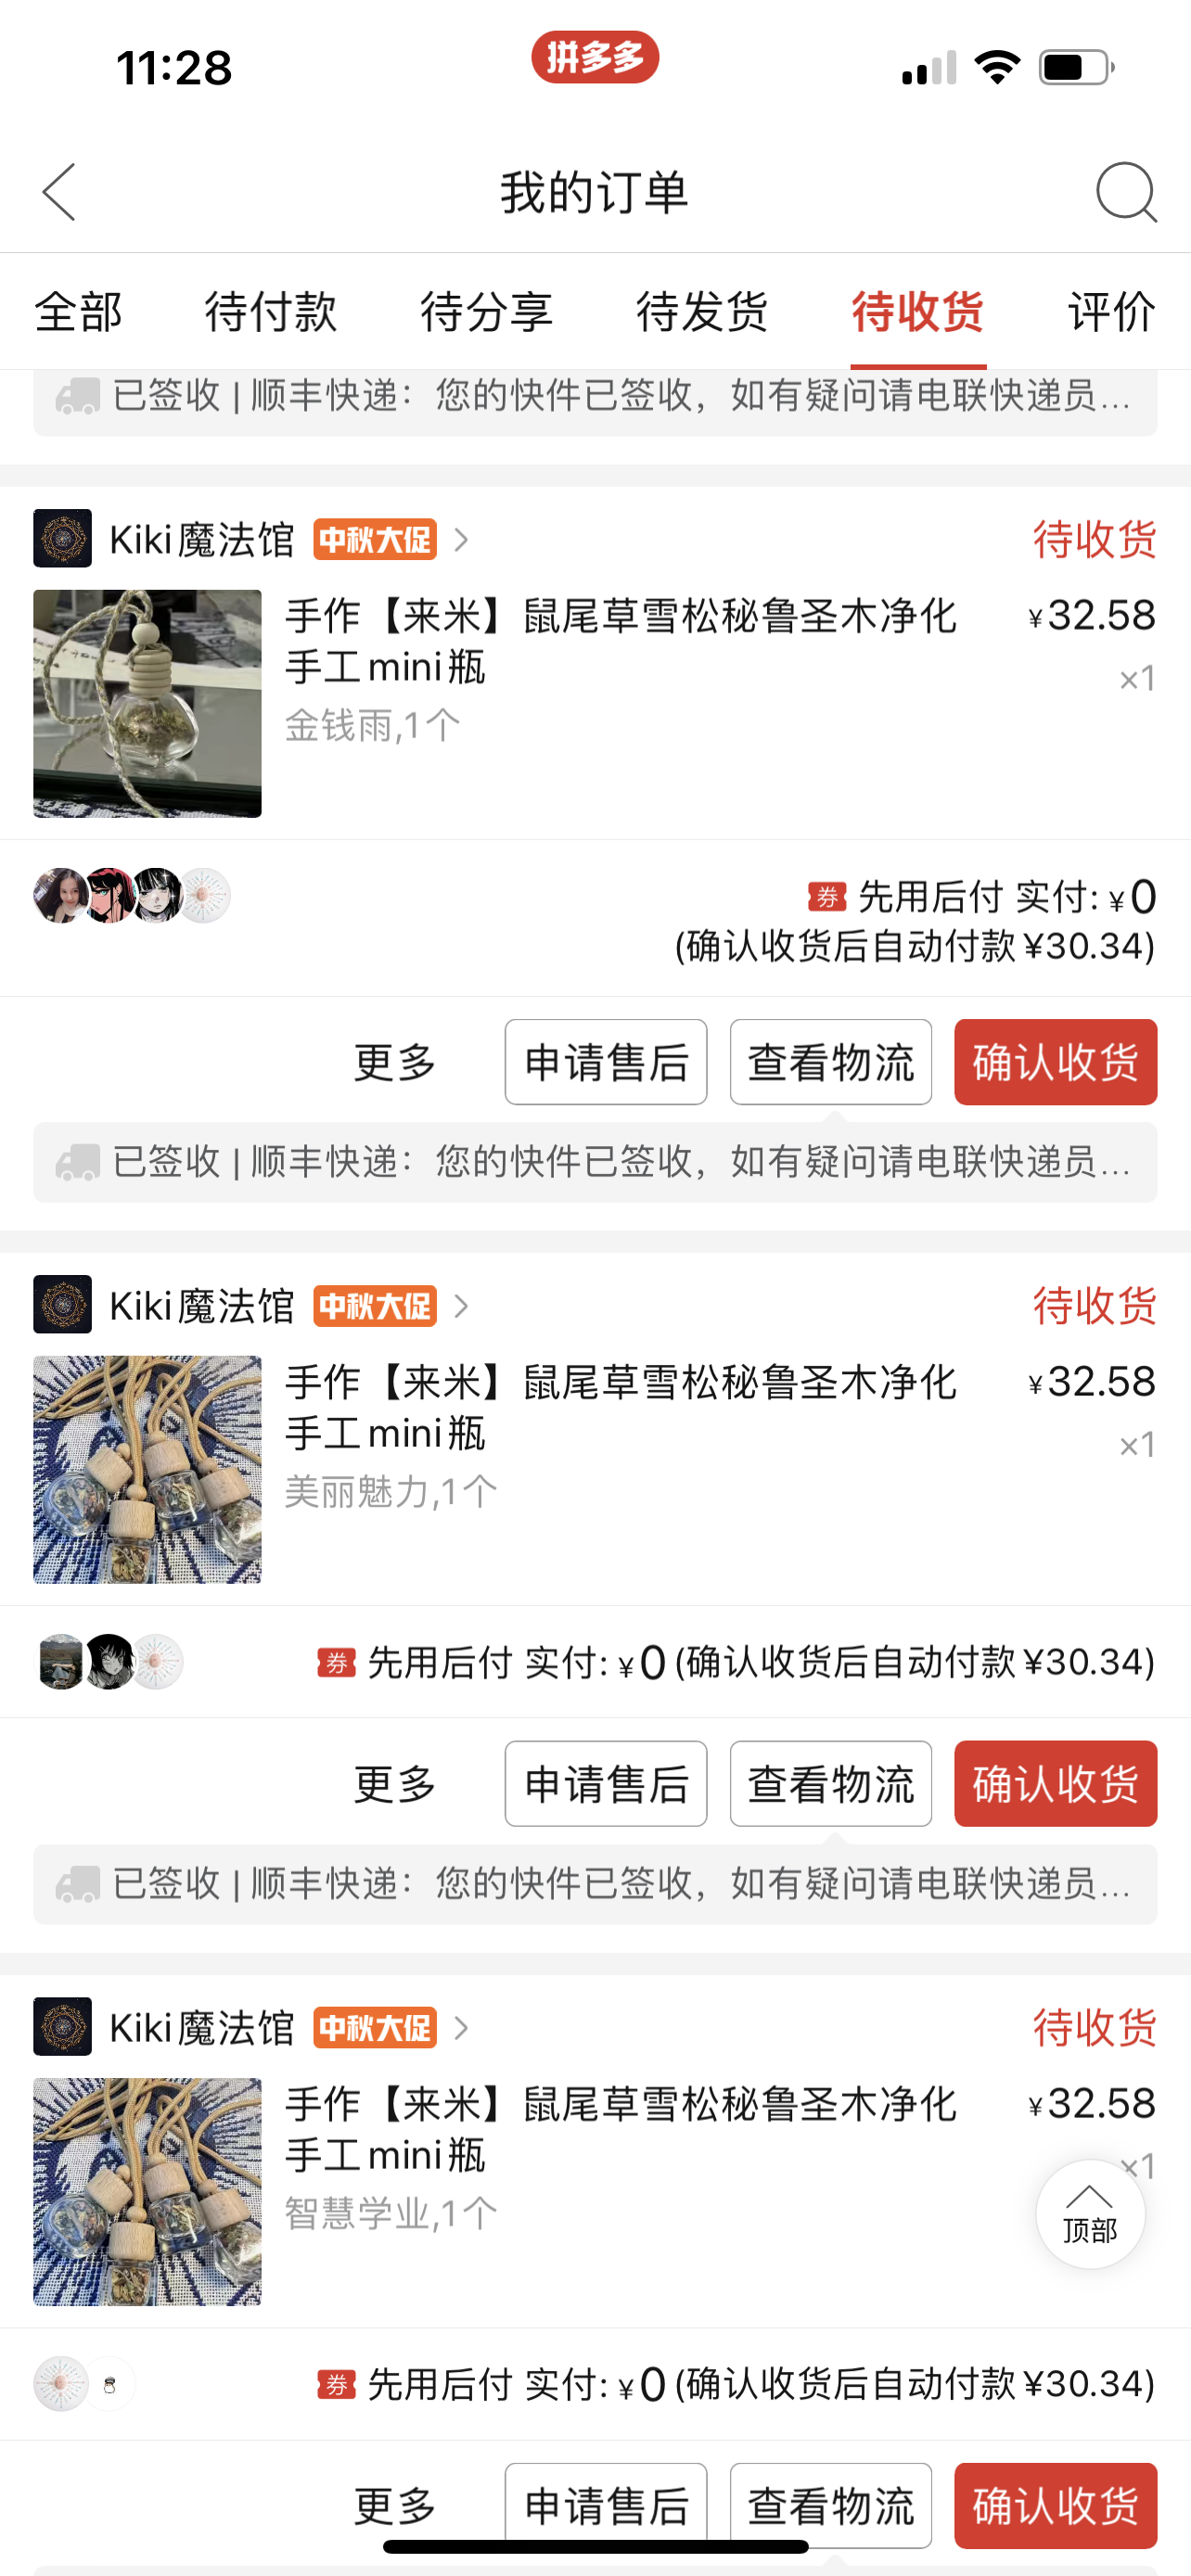 11:28
拼多多
我的订单
全部 待付款 待分享 待发货 待收货 评价
已签收 | 顺丰快递：您的快件已签收，如有疑问请电联快递员...
Kiki魔法馆 中秋大促 待收货
手作【来米】鼠尾草雪松秘鲁圣木净化 ¥32.58
手工mini瓶 ×1
金钱雨,1个
券 先用后付 实付: ¥0
(确认收货后自动付款¥30.34)
更多 申请售后 查看物流 确认收货
已签收 | 顺丰快递：您的快件已签收，如有疑问请电联快递员...
Kiki魔法馆 中秋大促 待收货
手作【来米】鼠尾草雪松秘鲁圣木净化 ¥32.58
手工mini瓶 ×1
美丽魅力,1个
券 先用后付 实付: ¥0(确认收货后自动付款¥30.34)
更多 申请售后 查看物流 确认收货
已签收 | 顺丰快递：您的快件已签收，如有疑问请电联快递员...
Kiki魔法馆 中秋大促 待收货
手作【来米】鼠尾草雪松秘鲁圣木净化 ¥32.58
手工mini瓶 ×1
智慧学业,1个
顶部
券 先用后付 实付: ¥0(确认收货后自动付款¥30.34)
更多 申请售后 查看物流 确认收货